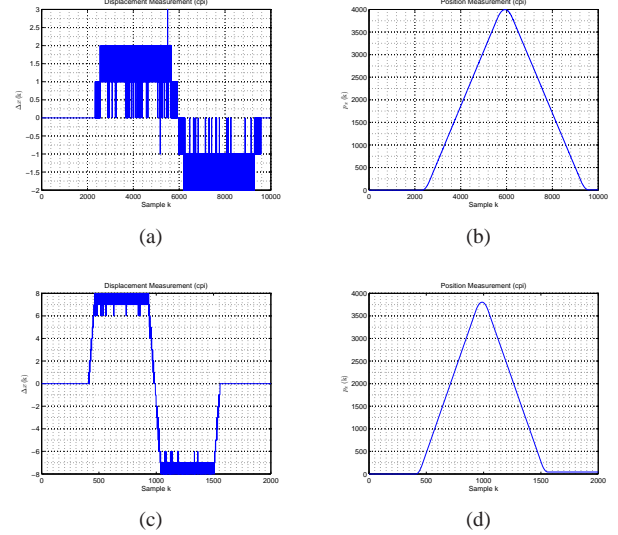 Displacement Measurement (cpi)
3
2.5
2
1.5
1
0.5
0
−0.5
−1
−1.5
−2
Δx(k)
0 2000 4000 6000 8000 10000
Sample k
(a)
Position Measurement (cpi)
4000
3500
3000
2500
2000
1500
1000
500
0
0 2000 4000 6000 8000 10000
Sample k
(b)
Displacement Measurement (cpi)
8
6
4
2
0
−2
−4
−6
−8
Δx(k)
0 500 1000 1500 2000
Sample k
(c)
Position Measurement (cpi)
4000
3500
3000
2500
2000
1500
1000
500
0
0 500 1000 1500 2000
Sample k
(d)